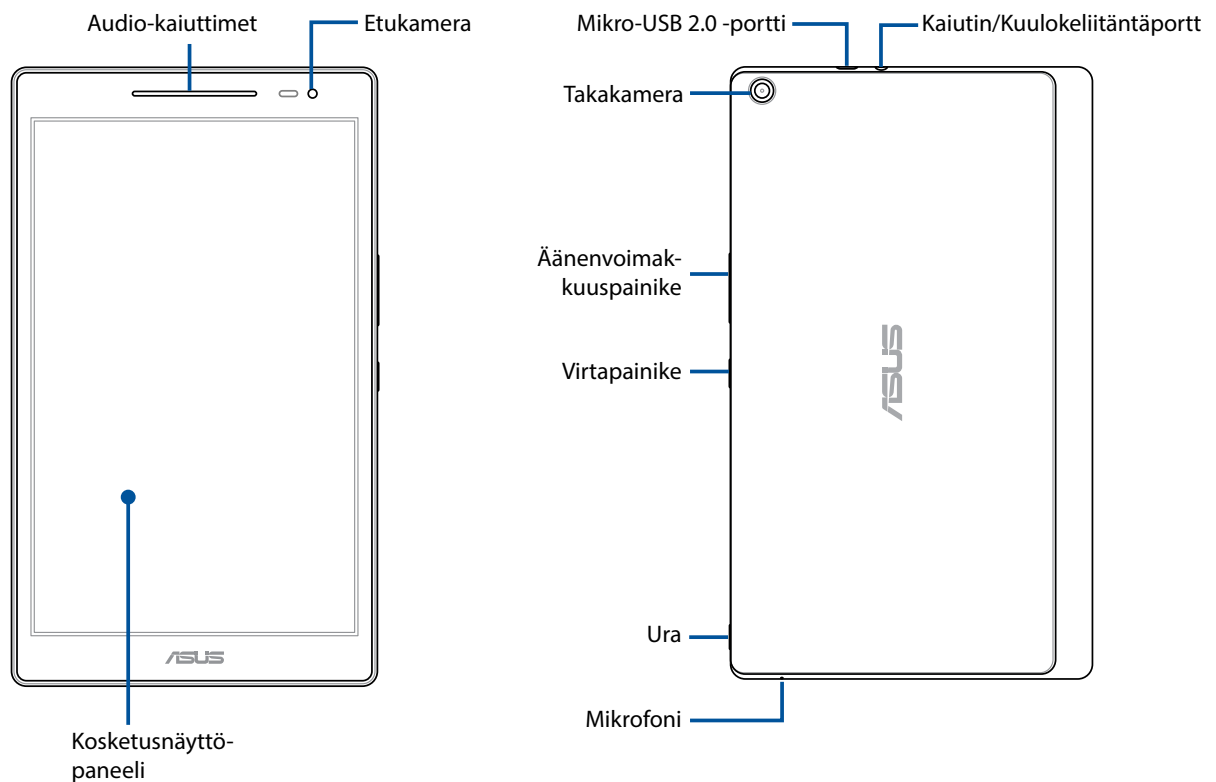 Audio-kaiuttimet
Etukamera
ASUS
Kosketusnäyttö-
paneeli
Mikro-USB 2.0 -portti
Kaiutin/Kuulokeliitäntäportt
Takakamera
Äänenvoimak-
kuuspainike
Virtapainike
ASUS
Ura
Mikrofoni